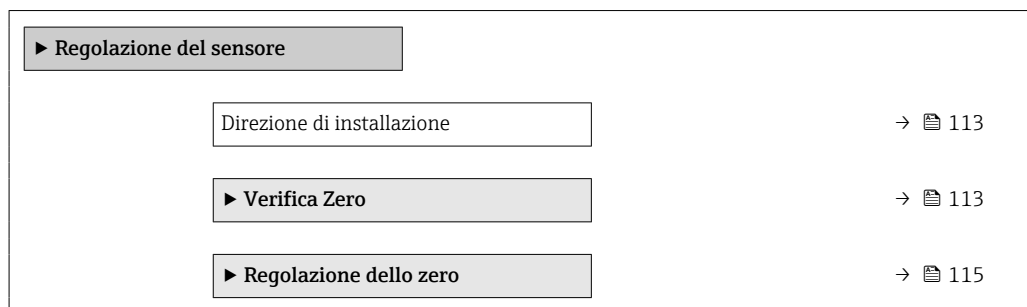 ▶ Regolazione del sensore
Direzione di installazione → 113
▶ Verifica Zero → 113
▶ Regolazione dello zero → 115